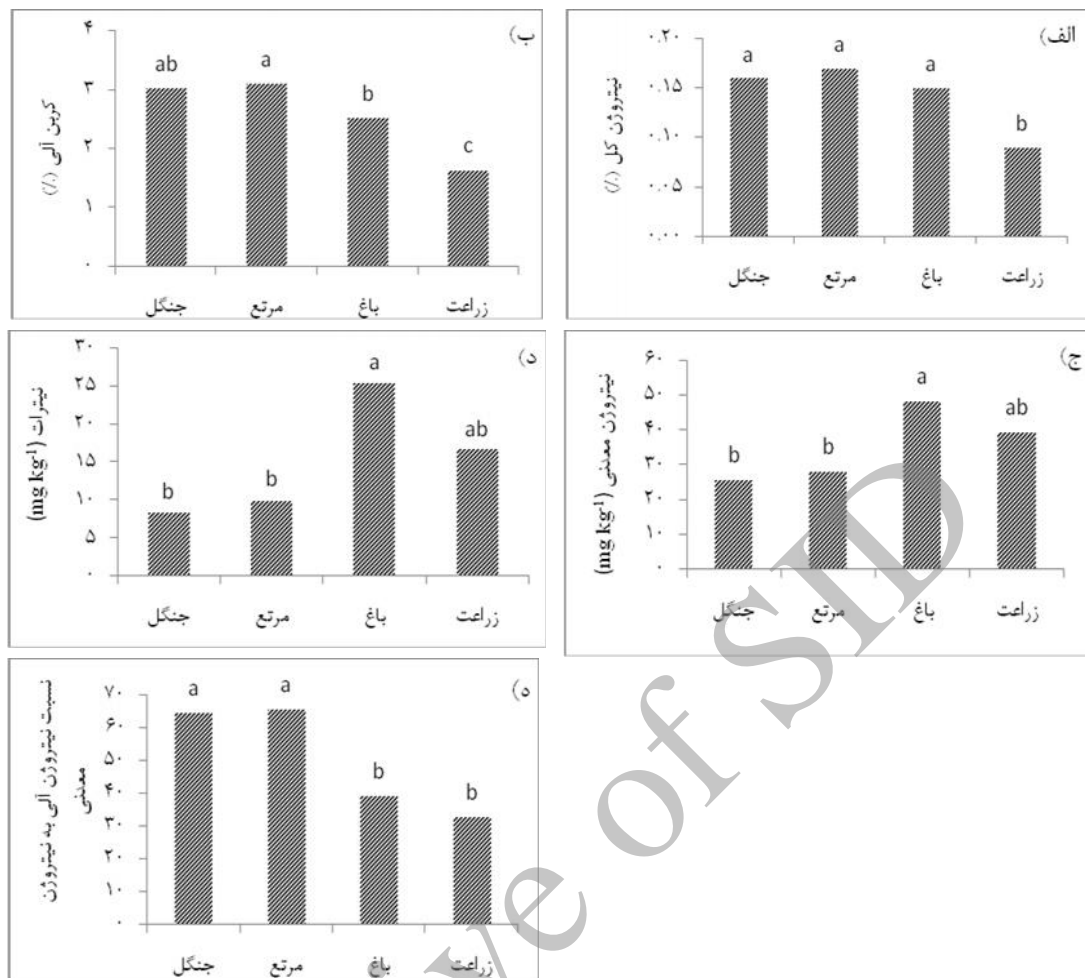 الف)
نیتروژن کل (%)
۰.۲۰
۰.۱۵
۰.۱۰
۰.۰۵
۰.۰۰
a a a b
جنگل مرتع باغ زراعت
ب)
کربن آلی (%)
۴
۳
۲
۱
۰
ab a b c
جنگل مرتع باغ زراعت
ج)
نیتروژن معدنی (mg kg-1)
۶۰
۵۰
۴۰
۳۰
۲۰
۱۰
۰
b b a ab
جنگل مرتع باغ زراعت
د)
نیترات (mg kg-1)
۳۰
۲۵
۲۰
۱۵
۱۰
۵
۰
b b a ab
جنگل مرتع باغ زراعت
ه)
نسبت نیتروژن آلی به نیتروژن
معدنی
۷۰
۶۰
۵۰
۴۰
۳۰
۲۰
۱۰
۰
a a b b
جنگل مرتع باغ زراعت
ve of SID